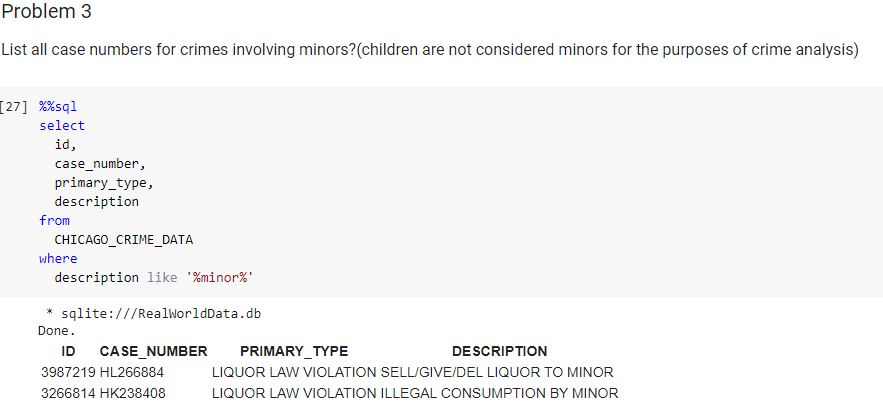 Problem 3
List all case numbers for crimes involving minors?(children are not considered minors for the purposes of crime analysis)
[27] %%sql
select
id,
case_number,
primary_type,
description
from
CHICAGO_CRIME_DATA
where
description like '%minor%'
* sqlite:///RealWorldData.db
Done.
ID CASE_NUMBER PRIMARY_TYPE DESCRIPTION
3987219 HL266884 LIQUOR LAW VIOLATION SELL/GIVE/DEL LIQUOR TO MINOR
3266814 HK238408 LIQUOR LAW VIOLATION ILLEGAL CONSUMPTION BY MINOR